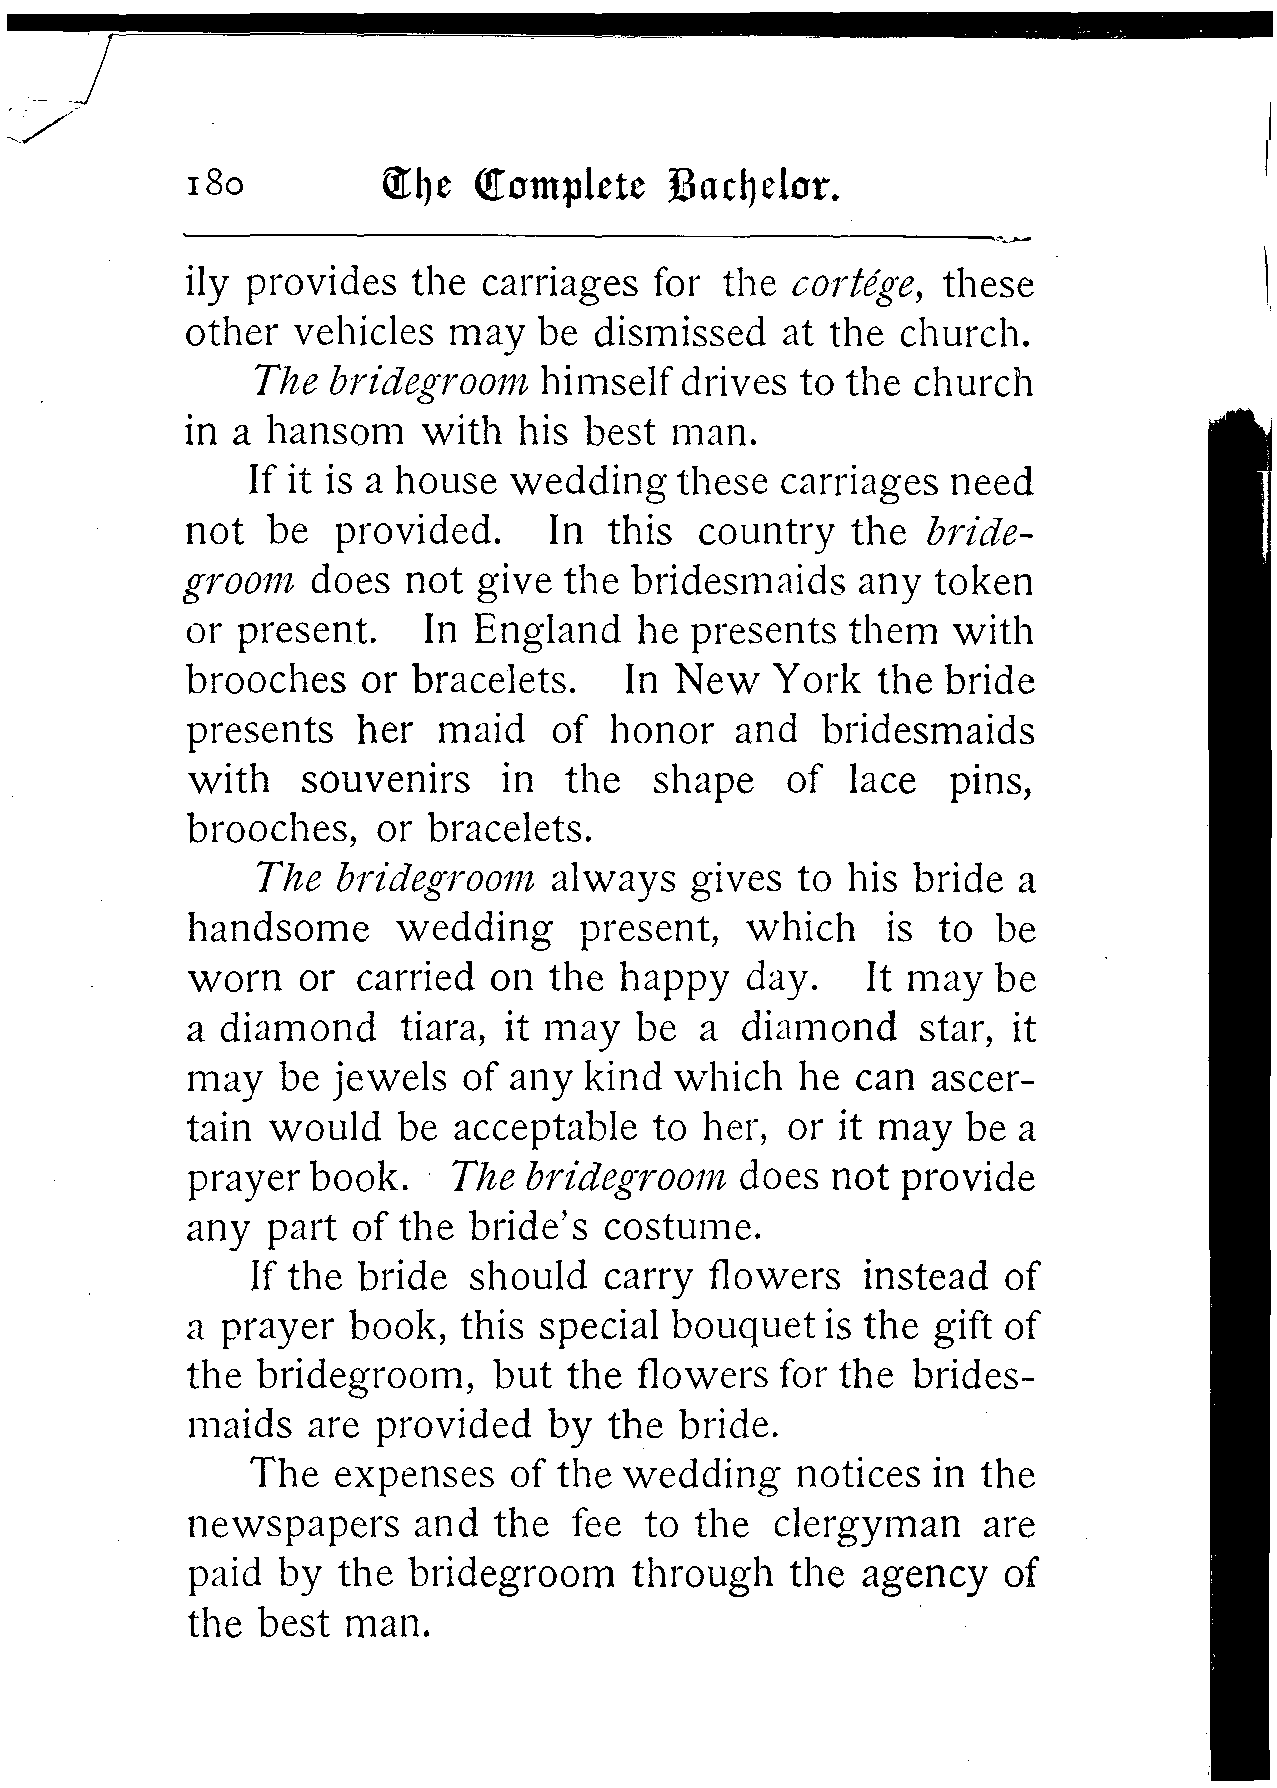 180 The Complete Bachelor.
ily provides the carriages for the cortége, these
other vehicles may be dismissed at the church.
The bridegroom himself drives to the church
in a hansom with his best man.
If it is a house wedding these carriages need
not be provided. In this country the bride-
groom does not give the bridesmaids any token
or present. In England he presents them with
brooches or bracelets. In New York the bride
presents her maid of honor and bridesmaids
with souvenirs in the shape of lace pins,
brooches, or bracelets.
The bridegroom always gives to his bride a
handsome wedding present, which is to be
worn or carried on the happy day. It may be
a diamond tiara, it may be a diamond star, it
may be jewels of any kind which he can ascer-
tain would be acceptable to her, or it may be a
prayer book. The bridegroom does not provide
any part of the bride's costume.
If the bride should carry flowers instead of
a prayer book, this special bouquet is the gift of
the bridegroom, but the flowers for the brides-
maids are provided by the bride.
The expenses of the wedding notices in the
newspapers and the fee to the clergyman are
paid by the bridegroom through the agency of
the best man.